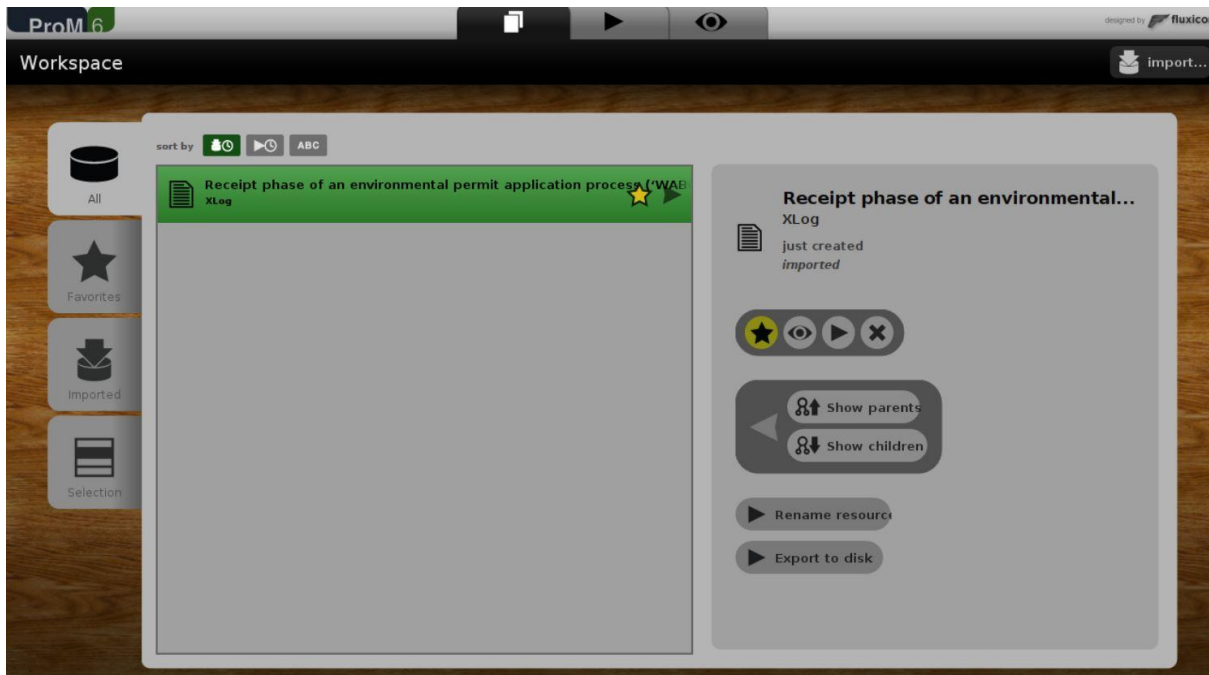 ProM 6
designed by fluxicon
Workspace
import...
All
Favorites
Imported
Selection
sort by ABC
Receipt phase of an environmental permit application process ('WAB
XLog
Receipt phase of an environmental...
XLog
just created
imported
Show parents
Show children
Rename resource
Export to disk